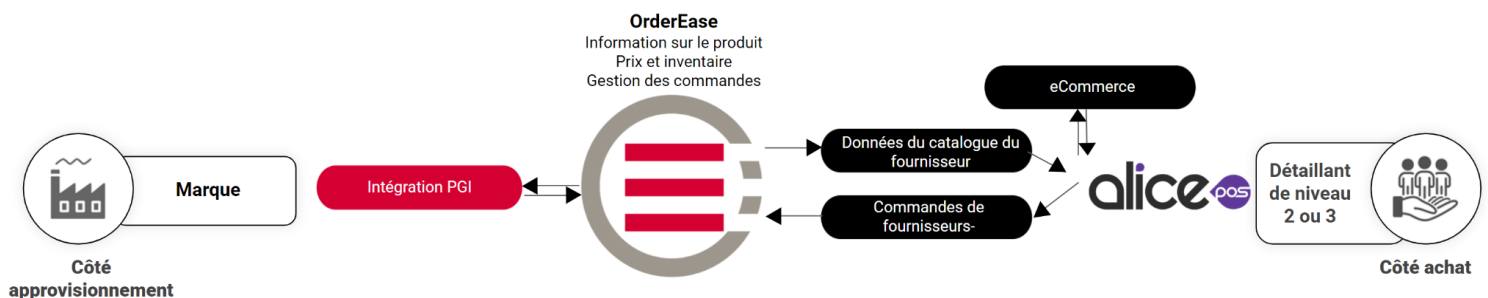 OrderEase
Information sur le produit
Prix et inventaire
Gestion des commandes
eCommerce
Données du catalogue du
fournisseur
Marque
Intégration PGI
alice pos
Détaillant
de niveau
2 ou 3
Commandes de
fournisseurs-
Côté
approvisionnement
Côté achat